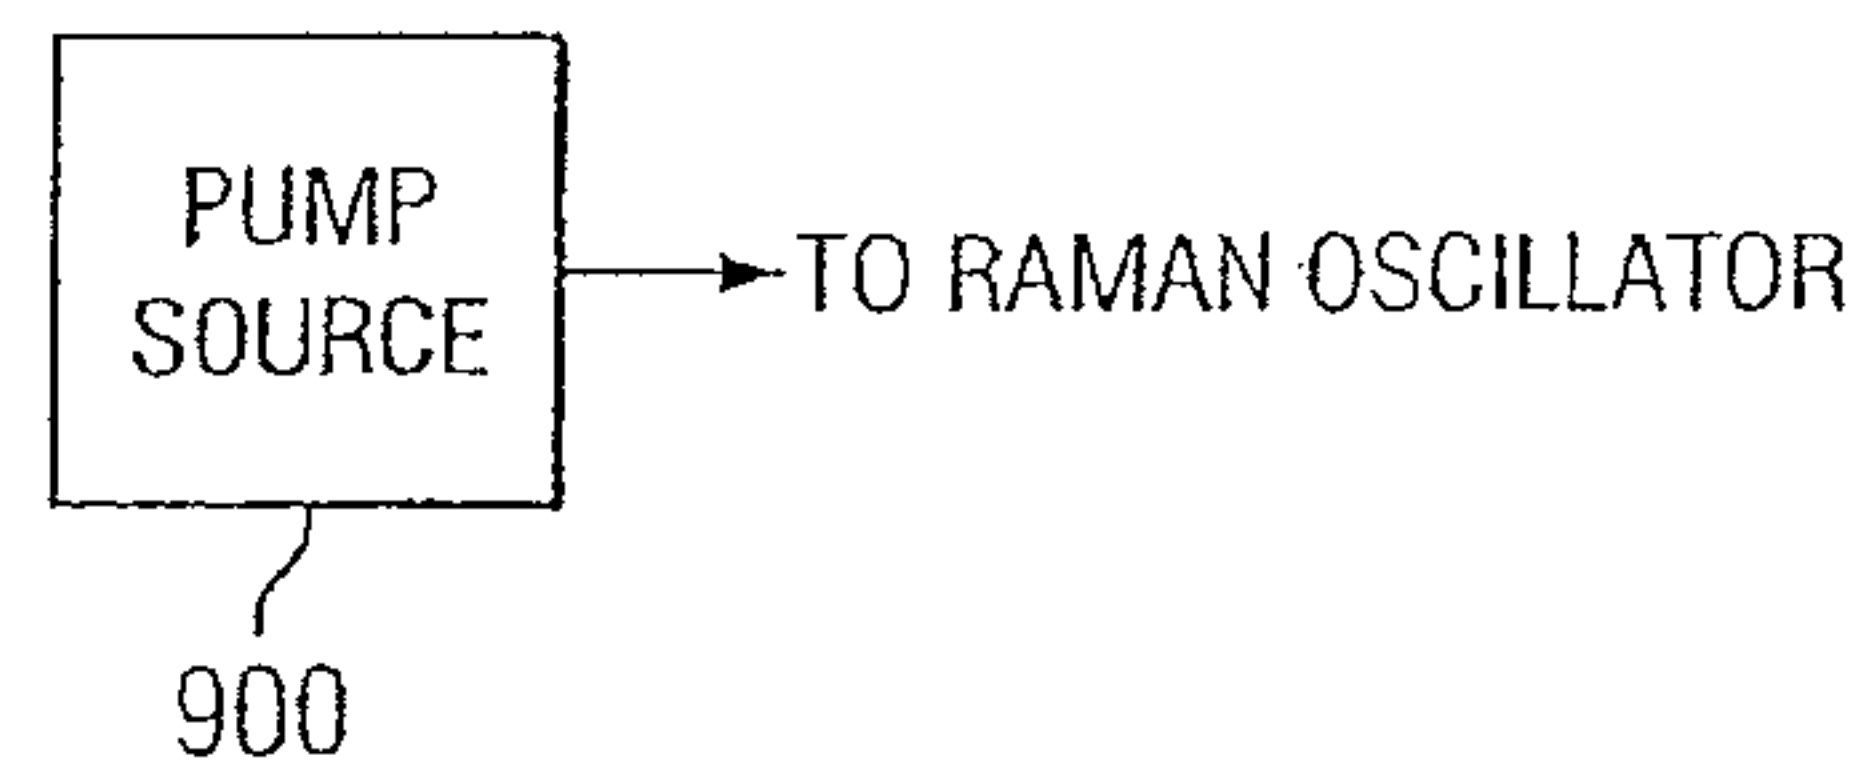 PUMP
SOURCE
TO RAMAN OSCILLATOR
900